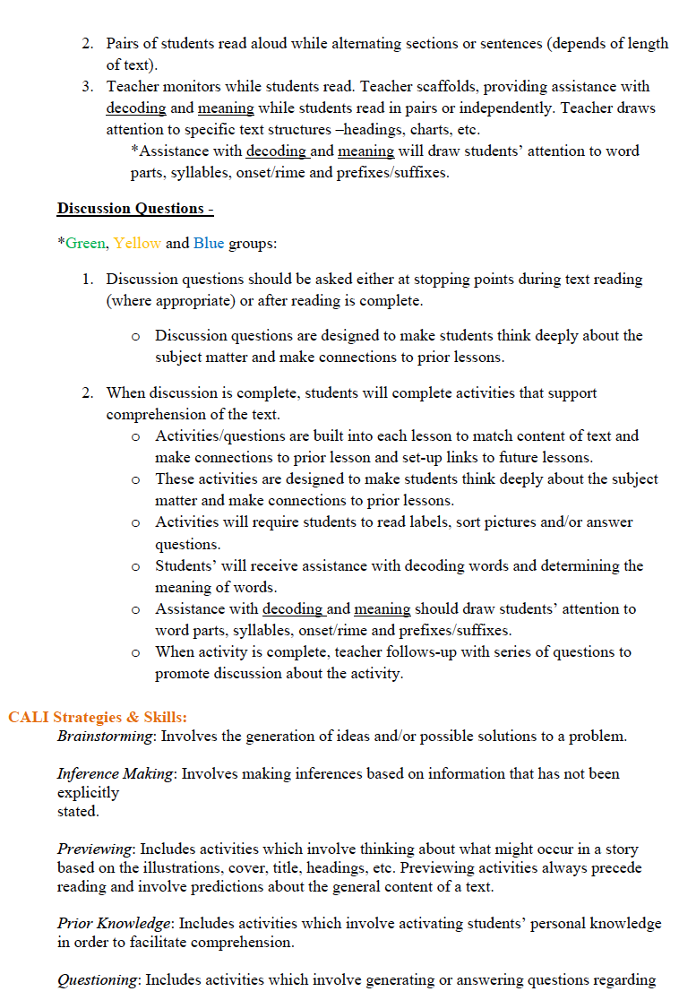 2. Pairs of students read aloud while alternating sections or sentences (depends of length
of text).
3. Teacher monitors while students read. Teacher scaffolds, providing assistance with
decoding and meaning while students read in pairs or independently. Teacher draws
attention to specific text structures –headings, charts, etc.
*Assistance with decoding and meaning will draw students’ attention to word
parts, syllables, onset/rime and prefixes/suffixes.
Discussion Questions -
*Green, Yellow and Blue groups:
1. Discussion questions should be asked either at stopping points during text reading
(where appropriate) or after reading is complete.
o Discussion questions are designed to make students think deeply about the
subject matter and make connections to prior lessons.
2. When discussion is complete, students will complete activities that support
comprehension of the text.
o Activities/questions are built into each lesson to match content of text and
make connections to prior lesson and set-up links to future lessons.
o These activities are designed to make students think deeply about the subject
matter and make connections to prior lessons.
o Activities will require students to read labels, sort pictures and/or answer
questions.
o Students’ will receive assistance with decoding words and determining the
meaning of words.
o Assistance with decoding and meaning should draw students’ attention to
word parts, syllables, onset/rime and prefixes/suffixes.
o When activity is complete, teacher follows-up with series of questions to
promote discussion about the activity.
CALI Strategies & Skills:
Brainstorming: Involves the generation of ideas and/or possible solutions to a problem.
Inference Making: Involves making inferences based on information that has not been
explicitly
stated.
Previewing: Includes activities which involve thinking about what might occur in a story
based on the illustrations, cover, title, headings, etc. Previewing activities always precede
reading and involve predictions about the general content of a text.
Prior Knowledge: Includes activities which involve activating students’ personal knowledge
in order to facilitate comprehension.
Questioning: Includes activities which involve generating or answering questions regarding